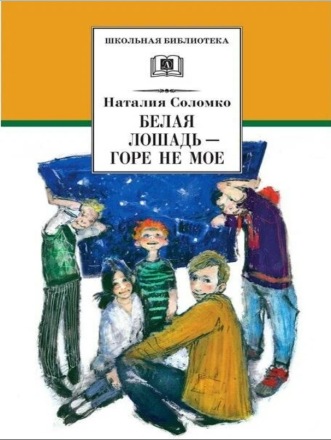 ШКОЛЬНАЯ БИБЛИОТЕКА
Наталия Соломко
БЕЛАЯ
ЛОШАДЬ —
ГОРЕ НЕ МОЕ